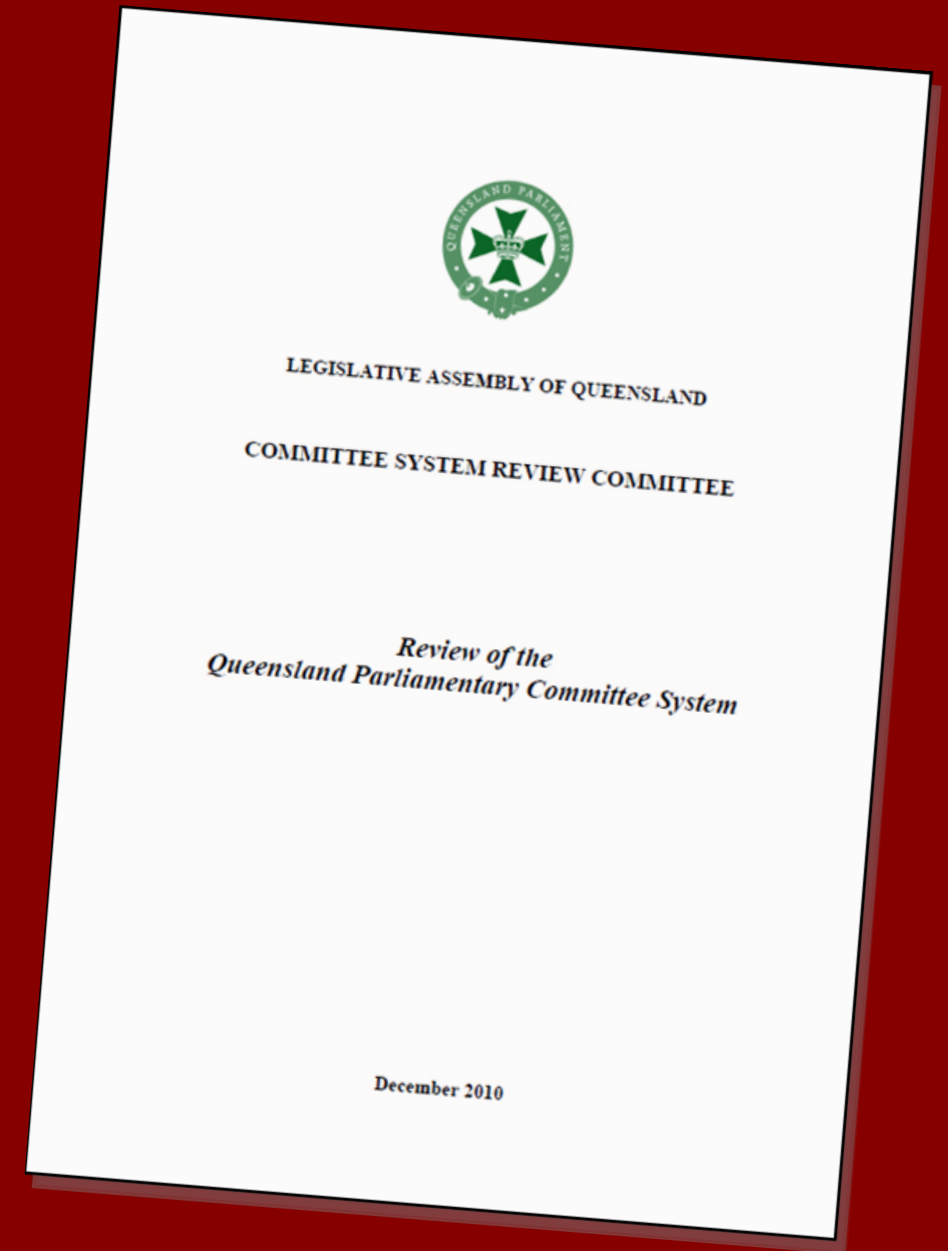 QUEENSLAND PARLIAMENT
LEGISLATIVE ASSEMBLY OF QUEENSLAND
COMMITTEE SYSTEM REVIEW COMMITTEE
Review of the
Queensland Parliamentary Committee System
December 2010